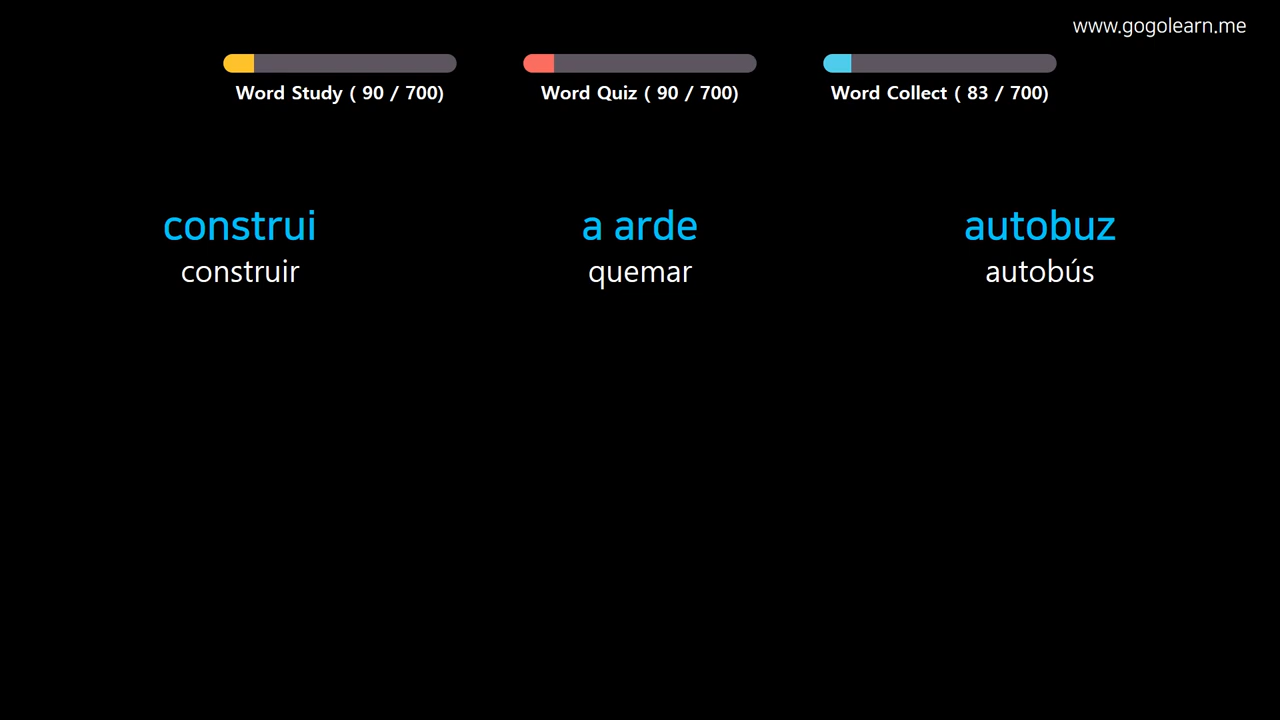 www.gogolearn.me
Word Study ( 90 / 700)
Word Quiz ( 90 / 700)
Word Collect ( 83 / 700)
construi
construir
a arde
quemar
autobuz
autobús